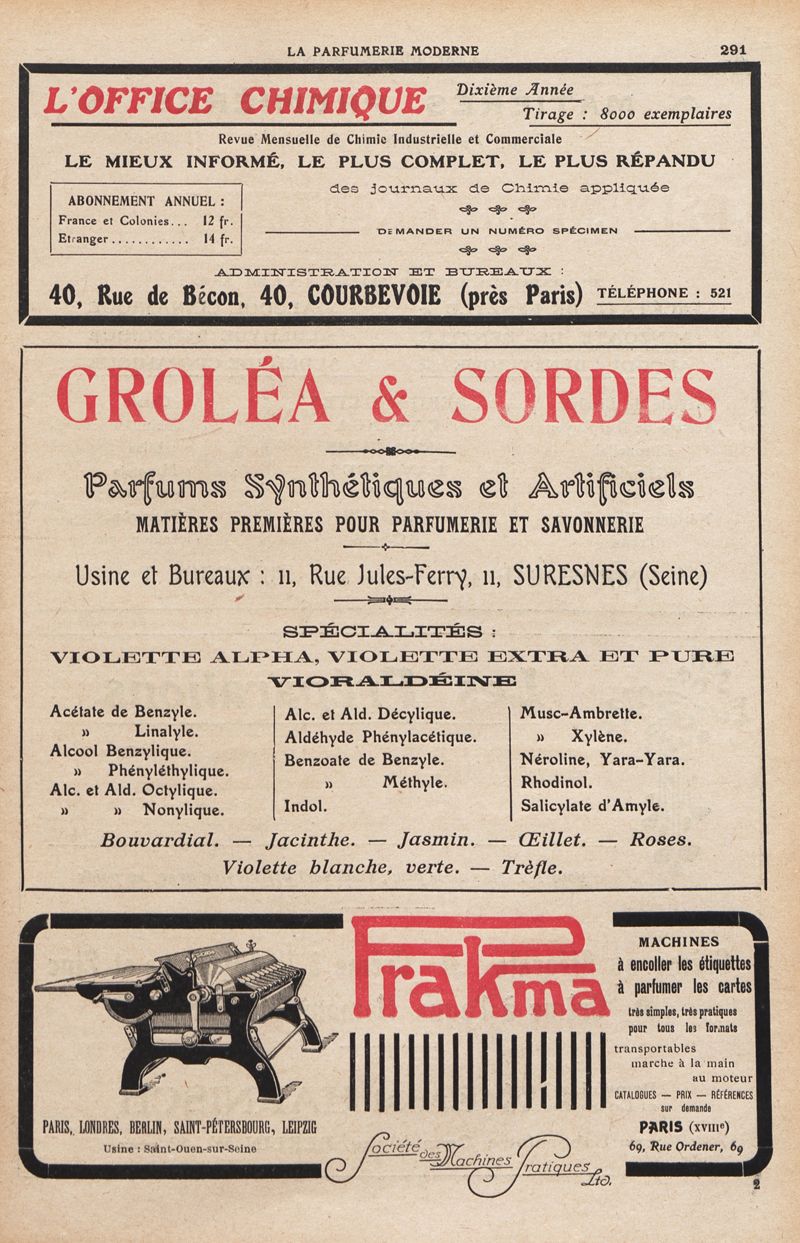 LA PARFUMERIE MODERNE 291
L'OFFICE CHIMIQUE
Dixième Année
Tirage : 8000 exemplaires
Revue Mensuelle de Chimie Industrielle et Commerciale
LE MIEUX INFORMÉ, LE PLUS COMPLET, LE PLUS RÉPANDU
des journaux de Chimie appliquée
ABONNEMENT ANNUEL :
France et Colonies... 12 fr.
Etranger............ 14 fr.
DEMANDER UN NUMÉRO SPÉCIMEN
ADMINISTRATION ET BUREAUX :
40, Rue de Bécon, 40, COURBEVOIE (près Paris) TÉLÉPHONE : 521
GROLÉA & SORDES
Parfums Synthétiques et Artificiels
MATIÈRES PREMIÈRES POUR PARFUMERIE ET SAVONNERIE
Usine et Bureaux : 11, Rue Jules-Ferry, 11, SURESNES (Seine)
SPÉCIALITÉS :
VIOLETTE ALPHA, VIOLETTE EXTRA ET PURE
VIORALDÉINE
Acétate de Benzyle.
» Linalyle.
Alcool Benzylique.
» Phényléthylique.
Alc. et Ald. Octylique.
» » Nonylique.
Alc. et Ald. Décylique.
Aldéhyde Phénylacétique.
Benzoate de Benzyle.
» Méthyle.
Indol.
Musc-Ambrette.
» Xylène.
Néroline, Yara-Yara.
Rhodinol.
Salicylate d'Amyle.
Bouvardial. — Jacinthe. — Jasmin. — Œillet. — Roses.
Violette blanche, verte. — Trèfle.
PARIS, LONDRES, BERLIN, SAINT-PÉTERSBOURG, LEIPZIG
Usine : Saint-Ouen-sur-Seine
Prakma
Société des Machines Pratiques Ltd.
MACHINES
à encoller les étiquettes
à parfumer les cartes
très simples, très pratiques
pour tous les formats
transportables
marche à la main
au moteur
CATALOGUES — PRIX — RÉFÉRENCES
sur demande
PARIS (XVIIIe)
69, Rue Ordener, 69
2